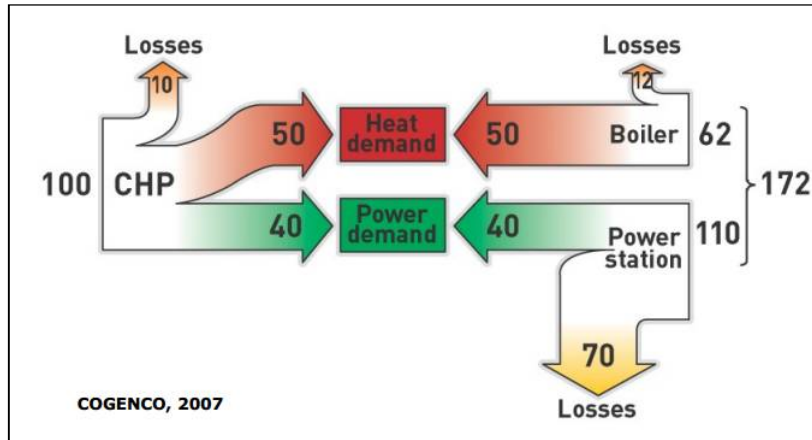 Losses
10
100
CHP
50
40
Heat
demand
Power
demand
50
40
Losses
12
Boiler
62
172
Power
station
110
70
Losses
COGENCO, 2007